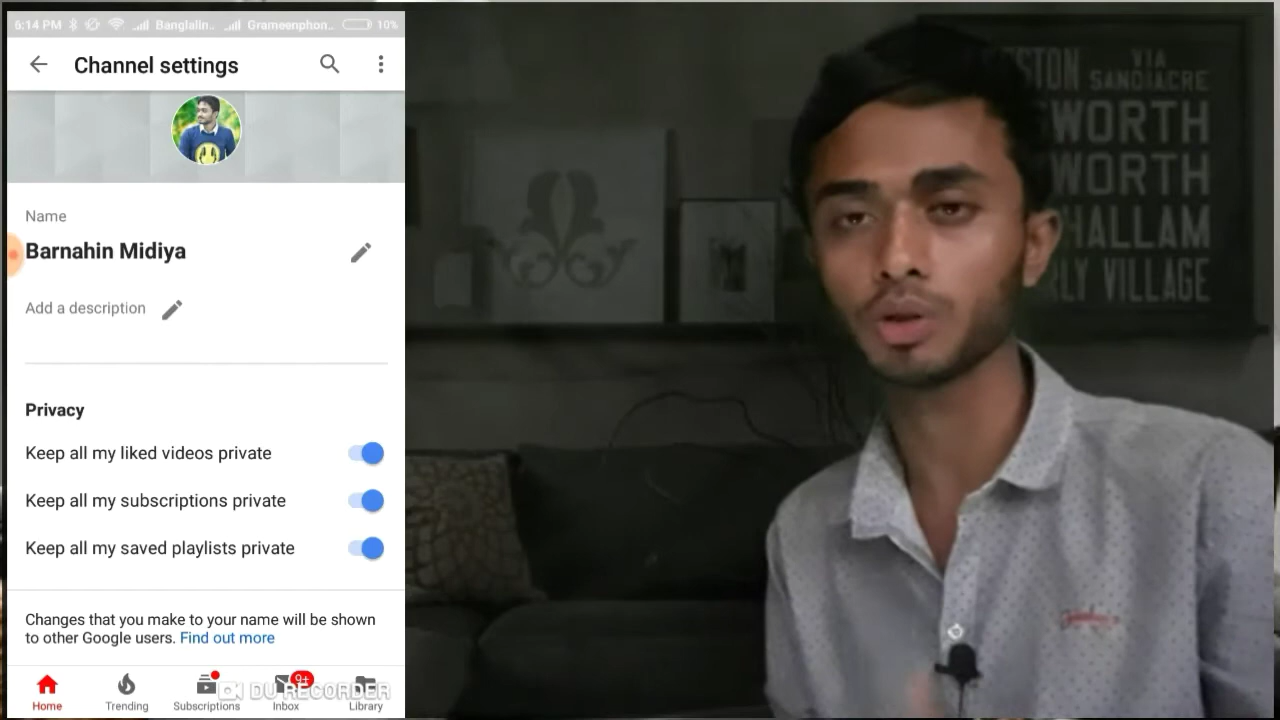 6:14 PM Banglalin.. Grameenphon... 10%
Channel settings
Name
Barnahin Midiya
Add a description
Privacy
Keep all my liked videos private
Keep all my subscriptions private
Keep all my saved playlists private
Changes that you make to your name will be shown
to other Google users. Find out more
9+
DU RECORDER
Home Trending Subscriptions Inbox Library
VIA
SANDIACRE
WORTH
WORTH
HALLAM
RLY VILLAGE